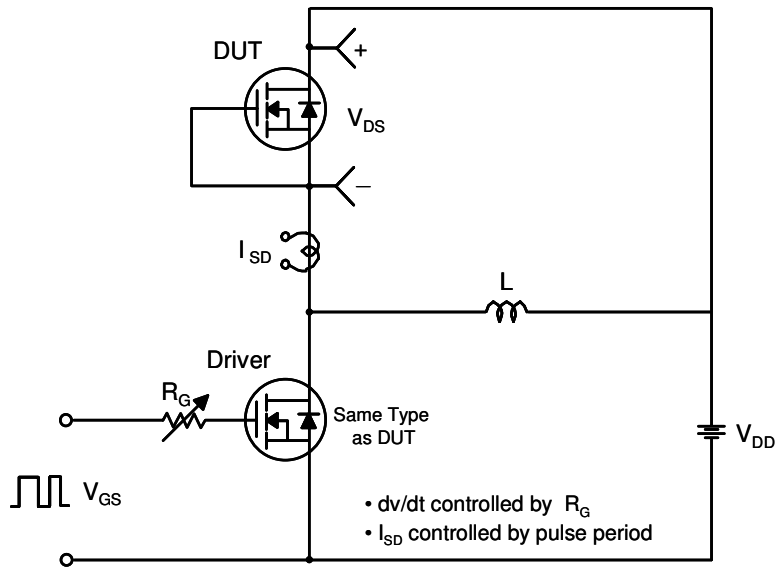 DUT
+
V_DS
–
I_SD
L
Driver
R_G
Same Type
as DUT
V_DD
V_GS
• dv/dt controlled by R_G
• I_SD controlled by pulse period